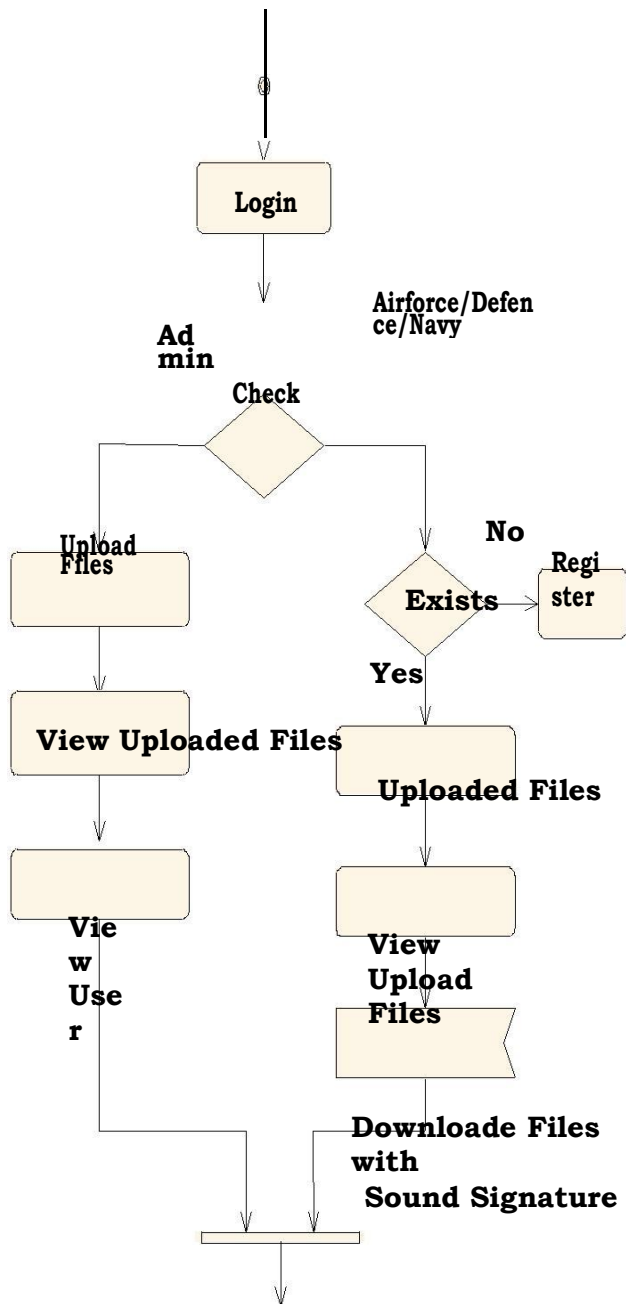 Login
Airforce/Defen
ce/Navy
Ad
min
Check
Upload
Ffles
No
Regi
ster
Exists
Yes
View Uploaded Files
Uploaded Files
Vie
w
Use
r
View
Upload
Files
Downloade Files
with
Sound Signature